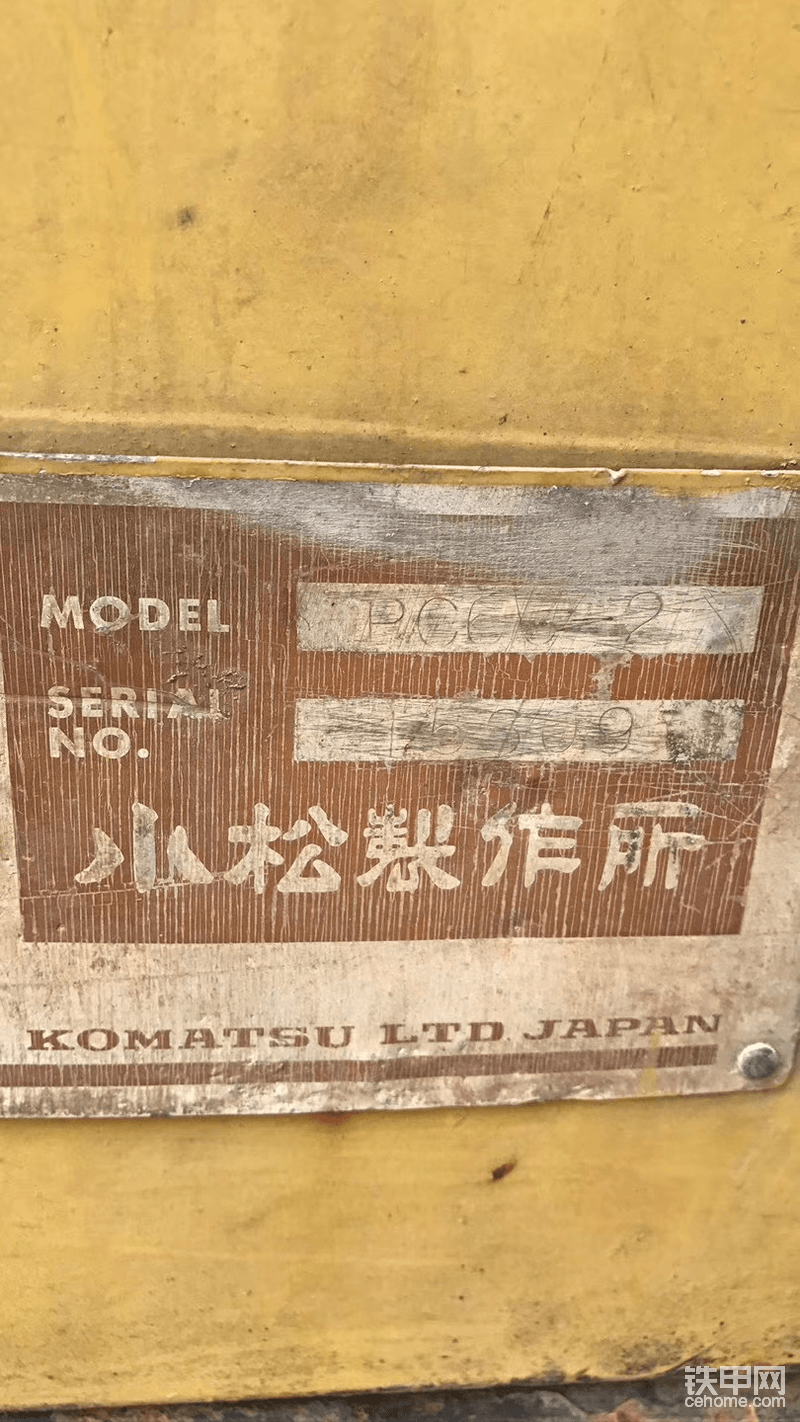 MODEL
SERIAL
NO.
小松製作所
KOMATSU LTD JAPAN
铁甲网
cehome.com